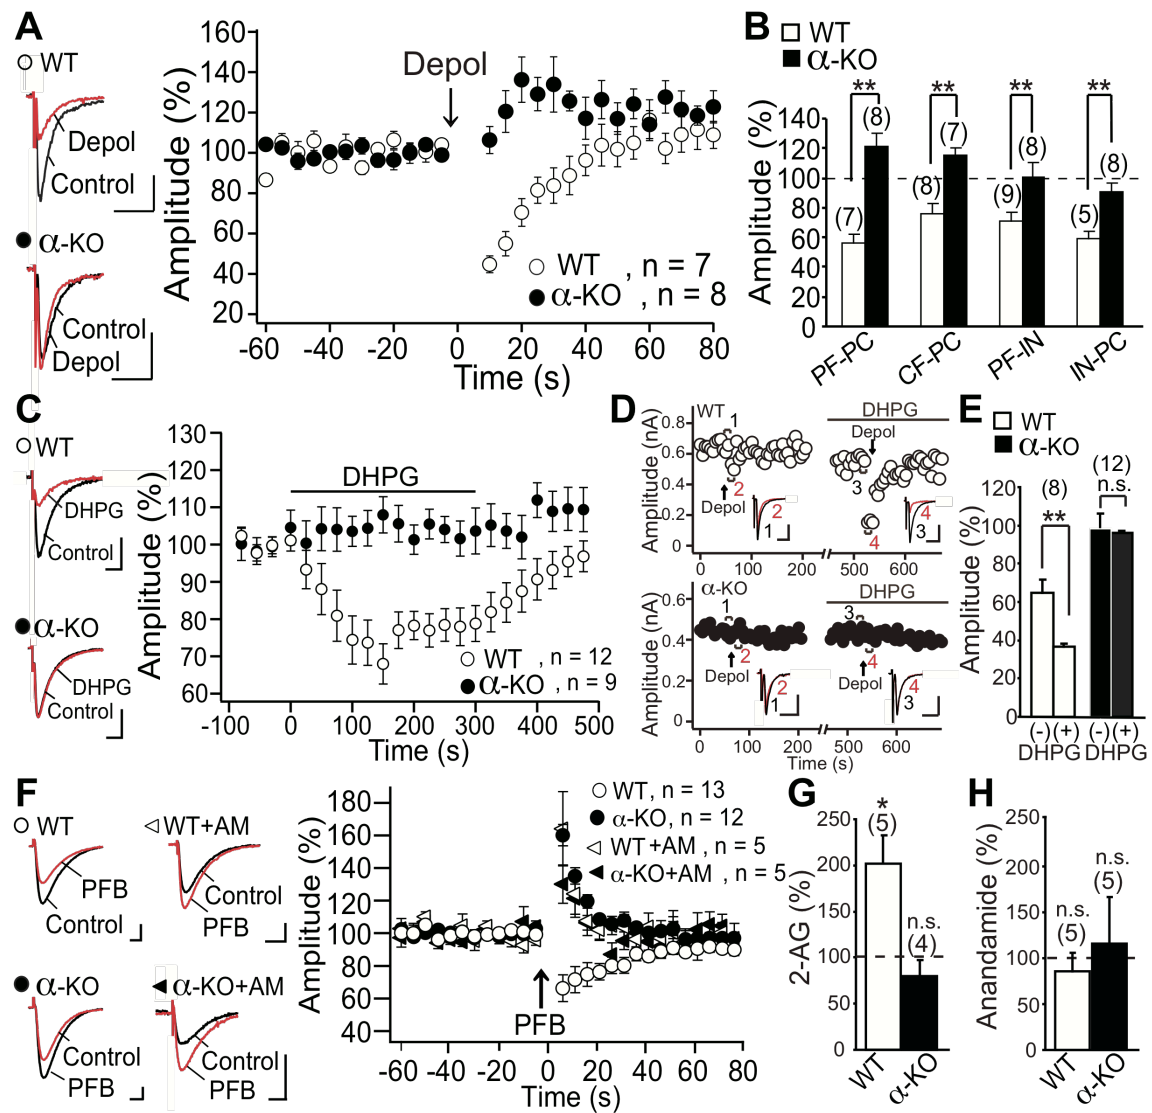 A
WT
Depol
Control
α-KO
Control
Depol
Amplitude (%)
160
140
120
100
80
60
40
20
Depol
WT , n = 7
α-KO , n = 8
-60 -40 -20 0 20 40 60 80
Time (s)
B
WT
α-KO
Amplitude (%)
140
120
100
80
60
40
20
0
** ** ** **
(7) (8) (8) (7) (9) (8) (5) (8)
PF-PC CF-PC PF-IN IN-PC
C
WT
DHPG
Control
α-KO
DHPG
Control
Amplitude (%)
130
120
110
100
90
80
70
60
DHPG
WT , n = 12
α-KO , n = 9
-100 0 100 200 300 400 500
Time (s)
D
Amplitude (nA)
0.8
0.6
0.4
0.2
0
WT 1
2
Depol
2
1
DHPG
Depol
3
4
4
3
0 100 200 500 600
Amplitude (nA)
0.6
0.4
0.2
0
α-KO
1
2
Depol
2
1
DHPG
3
4
Depol
4
3
0 100 200 500 600
Time (s)
E
WT
α-KO
Amplitude (%)
120
100
80
60
40
20
0
(8)
**
(12)
n.s.
(-) (+) (-) (+)
DHPG DHPG
F
WT
PFB
Control
WT+AM
Control
PFB
α-KO
Control
PFB
α-KO+AM
Control
PFB
Amplitude (%)
180
160
140
120
100
80
60
40
WT, n = 13
α-KO, n = 12
WT+AM , n = 5
α-KO+AM , n = 5
PFB
-60 -40 -20 0 20 40 60 80
Time (s)
G
2-AG (%)
250
200
150
100
50
0
*
(5)
n.s.
(4)
WT α-KO
H
Anandamide (%)
250
200
150
100
50
0
n.s.
(5)
n.s.
(5)
WT α-KO